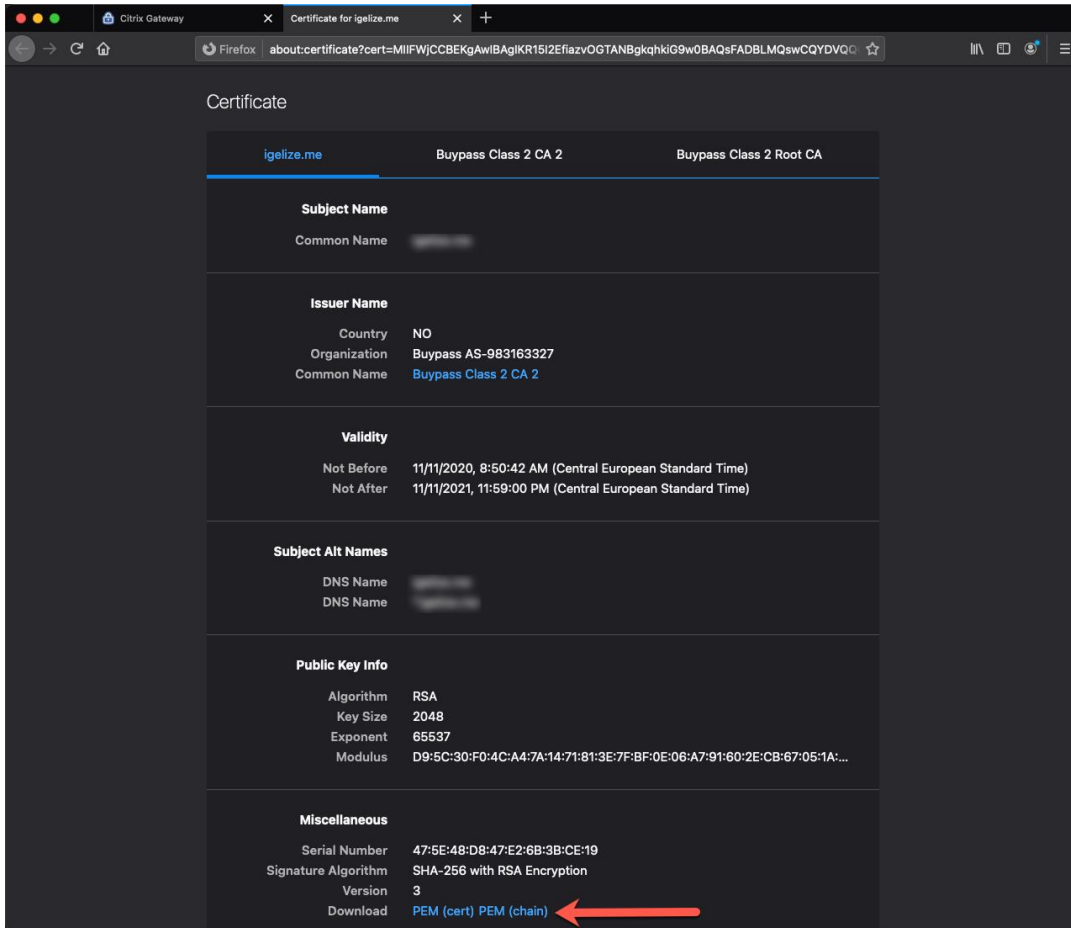 Citrix Gateway
Certificate for igelize.me
Firefox about:certificate?cert=MIIFWjCCBEKgAwIBAgIKR15I2EfiazvOGTANBgkqhkiG9w0BAQsFADBLMQswCQYDVQQ
Certificate
igelize.me Buypass Class 2 CA 2 Buypass Class 2 Root CA
Subject Name
Common Name
Issuer Name
Country NO
Organization Buypass AS-983163327
Common Name Buypass Class 2 CA 2
Validity
Not Before 11/11/2020, 8:50:42 AM (Central European Standard Time)
Not After 11/11/2021, 11:59:00 PM (Central European Standard Time)
Subject Alt Names
DNS Name
DNS Name
Public Key Info
Algorithm RSA
Key Size 2048
Exponent 65537
Modulus D9:5C:30:F0:4C:A4:7A:14:71:81:3E:7F:BF:0E:06:A7:91:60:2E:CB:67:05:1A:...
Miscellaneous
Serial Number 47:5E:48:D8:47:E2:6B:3B:CE:19
Signature Algorithm SHA-256 with RSA Encryption
Version 3
Download PEM (cert) PEM (chain)